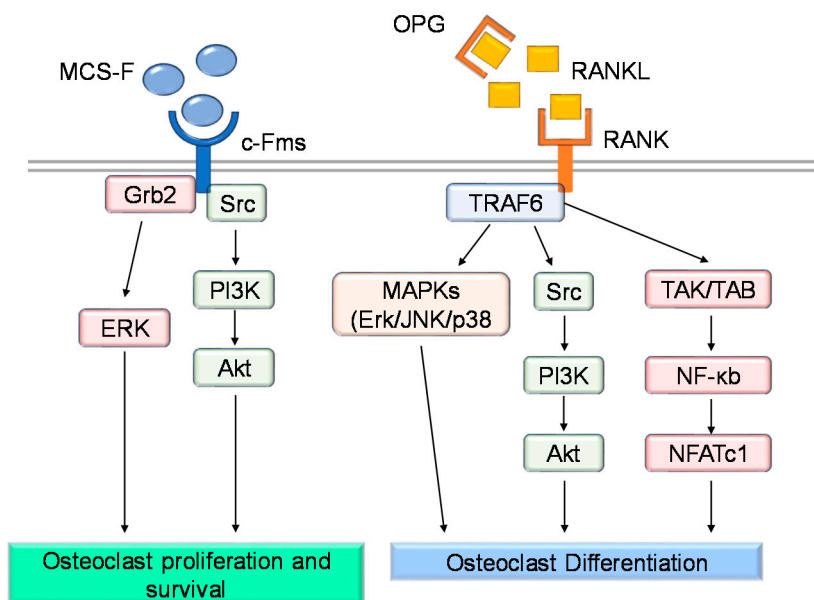 OPG
MCS-F
RANKL
c-Fms
RANK
Grb2
Src
TRAF6
PI3K
MAPKs
(Erk/JNK/p38
Src
TAK/TAB
ERK
Akt
PI3K
NF-κb
Akt
NFATc1
Osteoclast proliferation and
survival
Osteoclast Differentiation